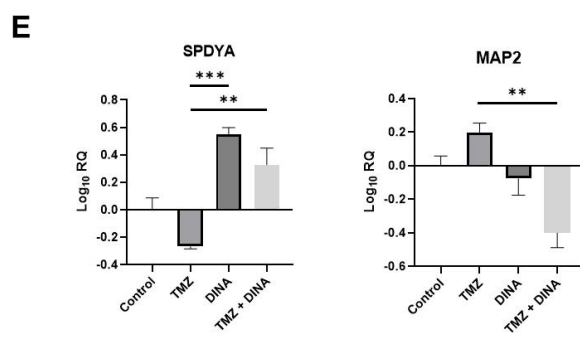 E
SPDYA
***
**
0.8
0.6
0.4
0.2
0.0
-0.2
-0.4
Log10 RQ
Control
TMZ
DINA
TMZ + DINA
MAP2
**
0.4
0.2
0.0
-0.2
-0.4
-0.6
Log10 RQ
Control
TMZ
DINA
TMZ + DINA